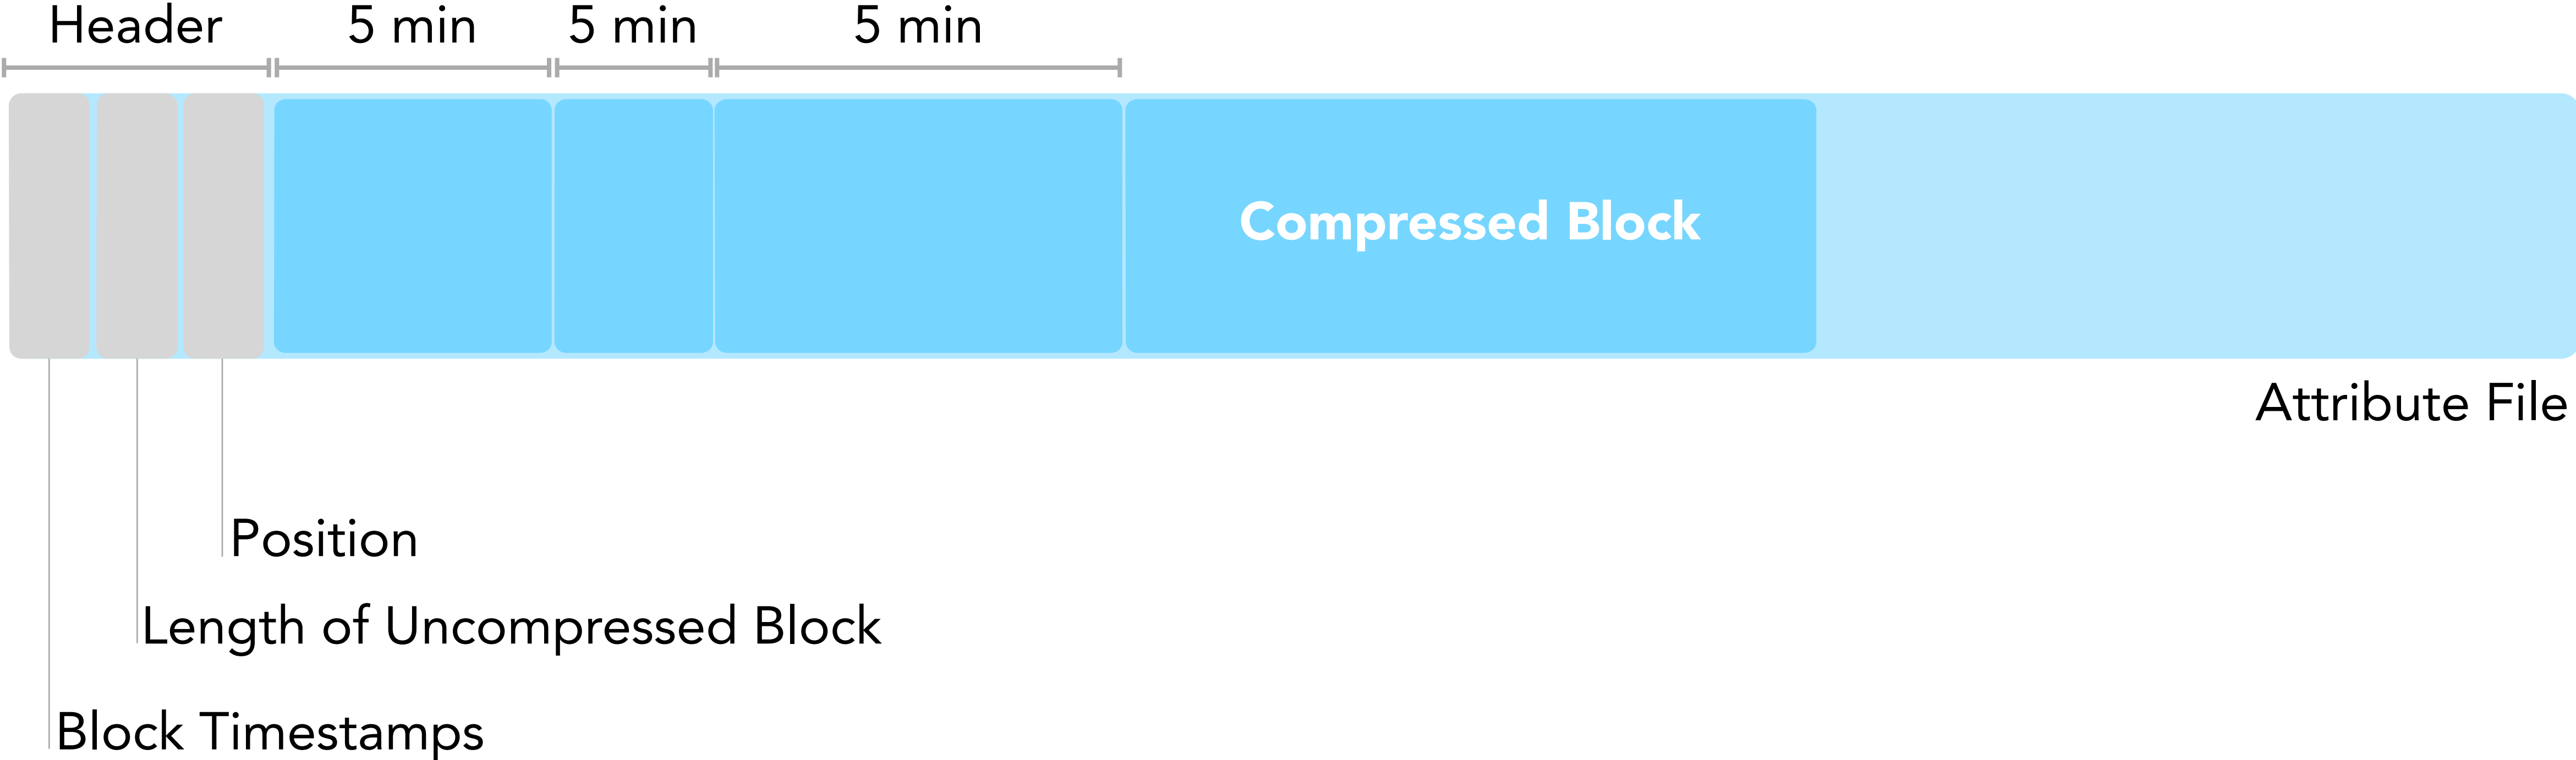 Header
5 min
5 min
5 min
Compressed Block
Attribute File
Position
Length of Uncompressed Block
Block Timestamps